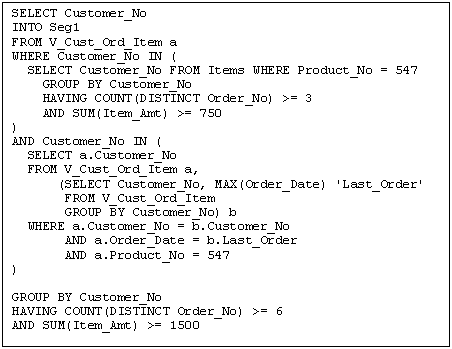 SELECT Customer_No
INTO Seg1
FROM V_Cust_Ord_Item a
WHERE Customer_No IN (
  SELECT Customer_No FROM Items WHERE Product_No = 547
    GROUP BY Customer_No
    HAVING COUNT(DISTINCT Order_No) >= 3
    AND SUM(Item_Amt) >= 750
)
AND Customer_No IN (
  SELECT a.Customer_No
  FROM V_Cust_Ord_Item a,
      (SELECT Customer_No, MAX(Order_Date) 'Last_Order'
       FROM V_Cust_Ord_Item
       GROUP BY Customer_No) b
  WHERE a.Customer_No = b.Customer_No
       AND a.Order_Date = b.Last_Order
       AND a.Product_No = 547
)
GROUP BY Customer_No
HAVING COUNT(DISTINCT Order_No) >= 6
AND SUM(Item_Amt) >= 1500